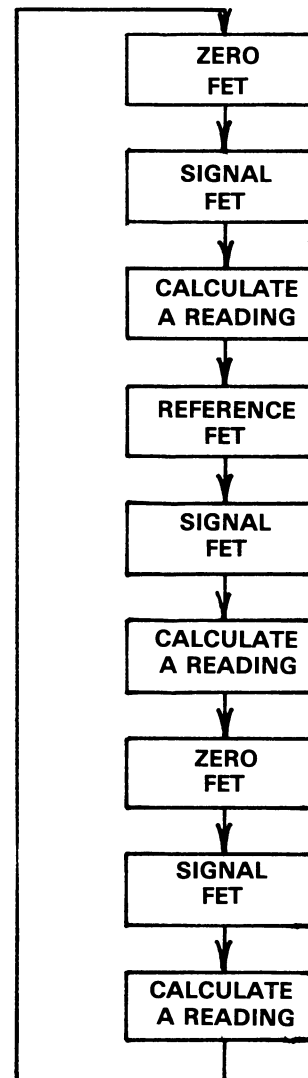 ZERO
FET
SIGNAL
FET
CALCULATE
A READING
REFERENCE
FET
SIGNAL
FET
CALCULATE
A READING
ZERO
FET
SIGNAL
FET
CALCULATE
A READING